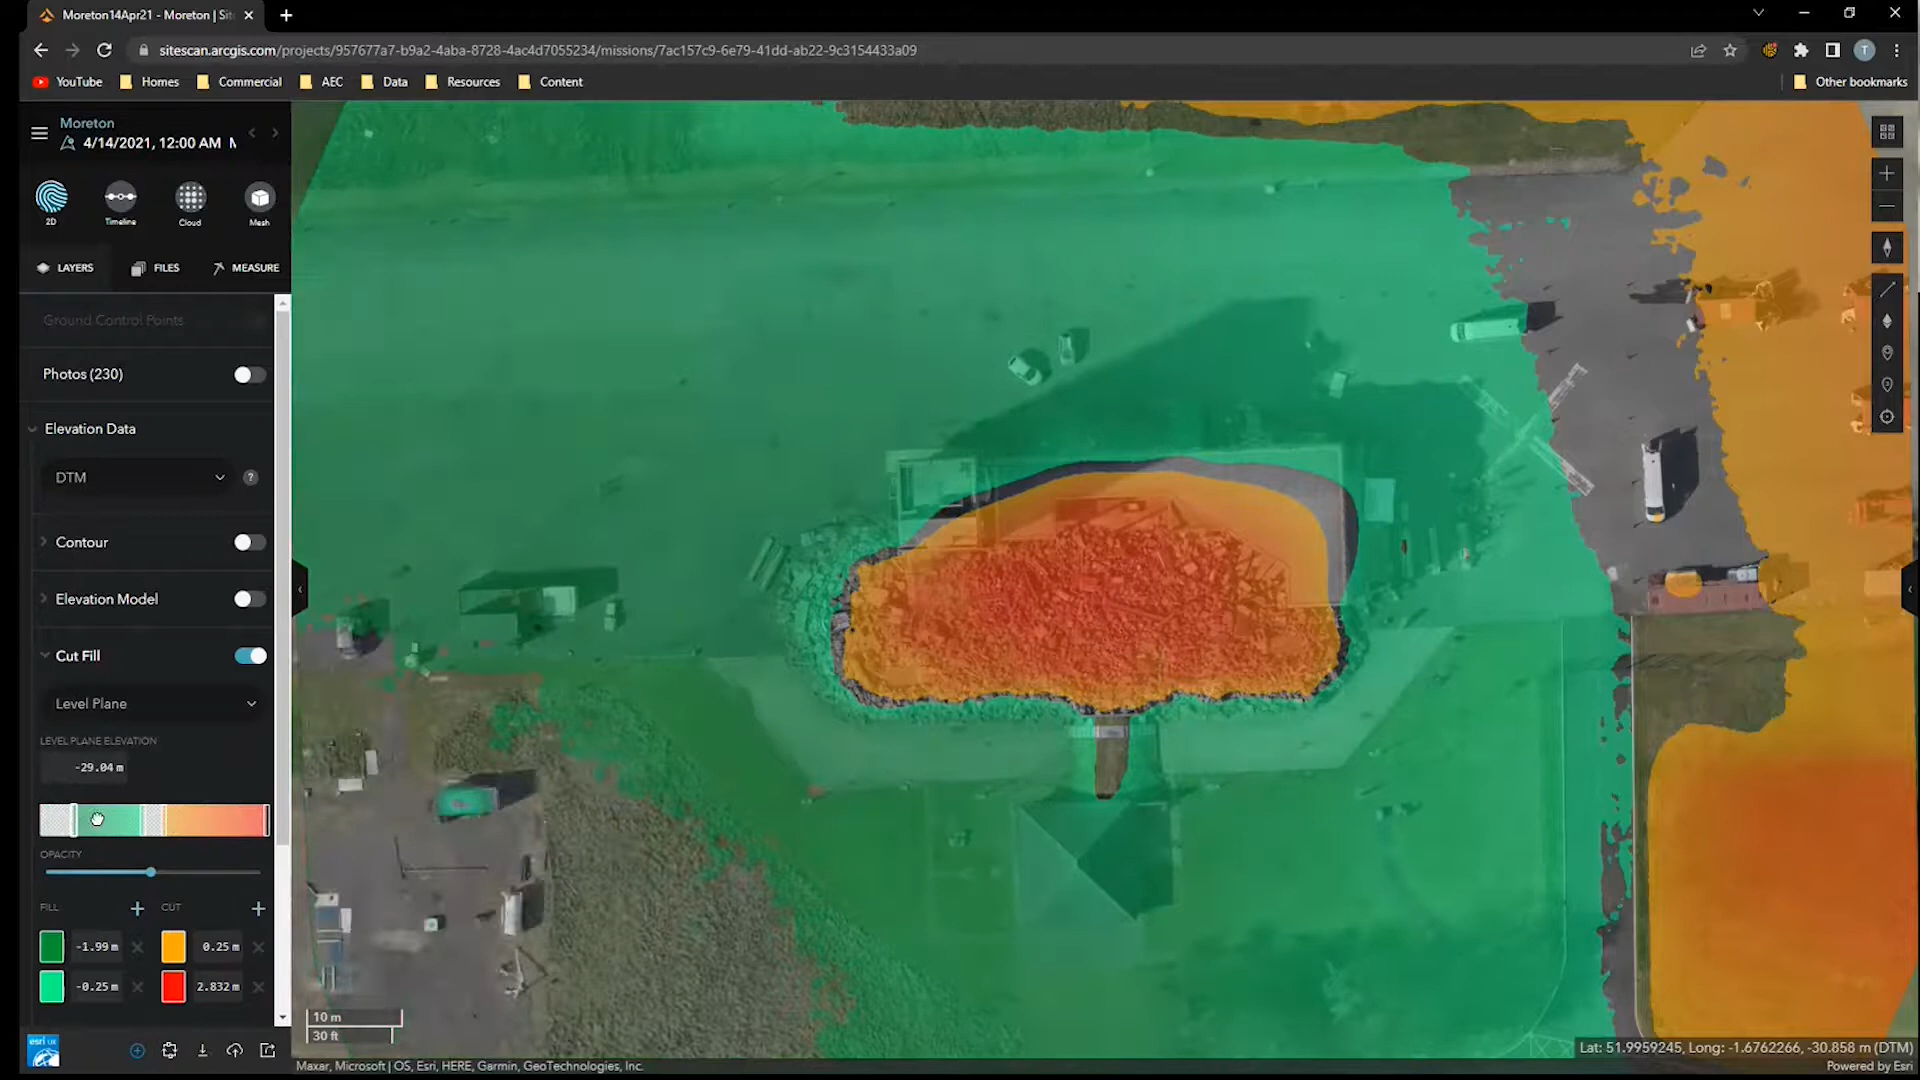 Moreton14Apr21 - Moreton | Sit
sitescan.arcgis.com/projects/957677a7-b9a2-4aba-8728-4ac4d7055234/missions/7ac157c9-6e79-41dd-ab22-9c3154433a09
T
YouTube Homes Commercial AEC Data Resources Content Other bookmarks
Moreton
4/14/2021, 12:00 AM M
2D Timeline Cloud Mesh
LAYERS FILES MEASURE
Ground Control Points
Photos (230)
Elevation Data
DTM ?
Contour
Elevation Model
Cut Fill
Level Plane
LEVEL PLANE ELEVATION
-29.04 m
OPACITY
FILL + CUT +
-1.99 m 0.25 m
-0.25 m 2.832 m
esri UK
10 m
30 ft
Maxar, Microsoft | OS, Esri, HERE, Garmin, GeoTechnologies, Inc.
Lat: 51.9959245, Long: -1.6762266, -30.858 m (DTM)
Powered by Esri